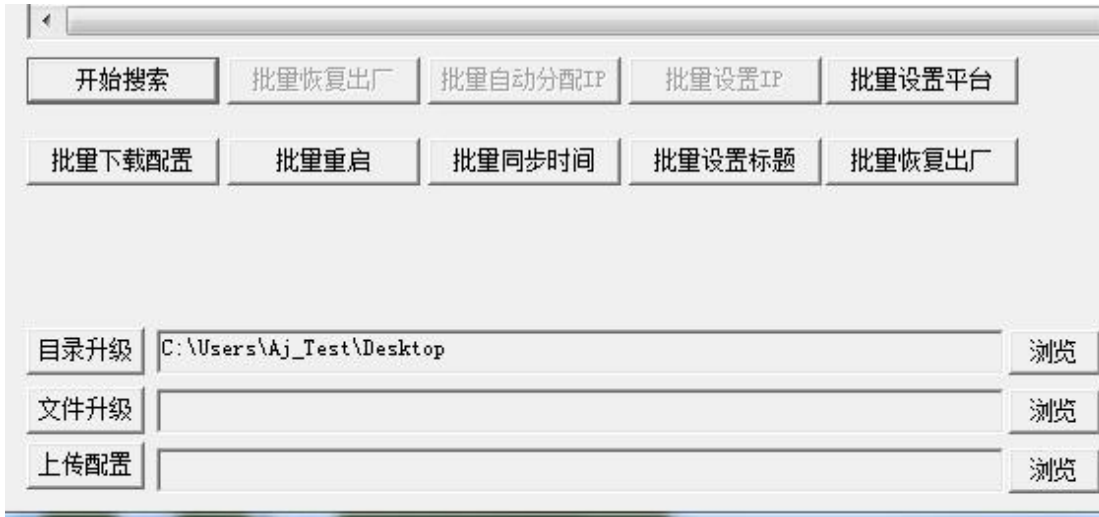 开始搜索 批量恢复出厂 批量自动分配IP 批量设置IP 批量设置平台
批量下载配置 批量重启 批量同步时间 批量设置标题 批量恢复出厂
目录升级 C:\Users\Aj_Test\Desktop 浏览
文件升级 浏览
上传配置 浏览